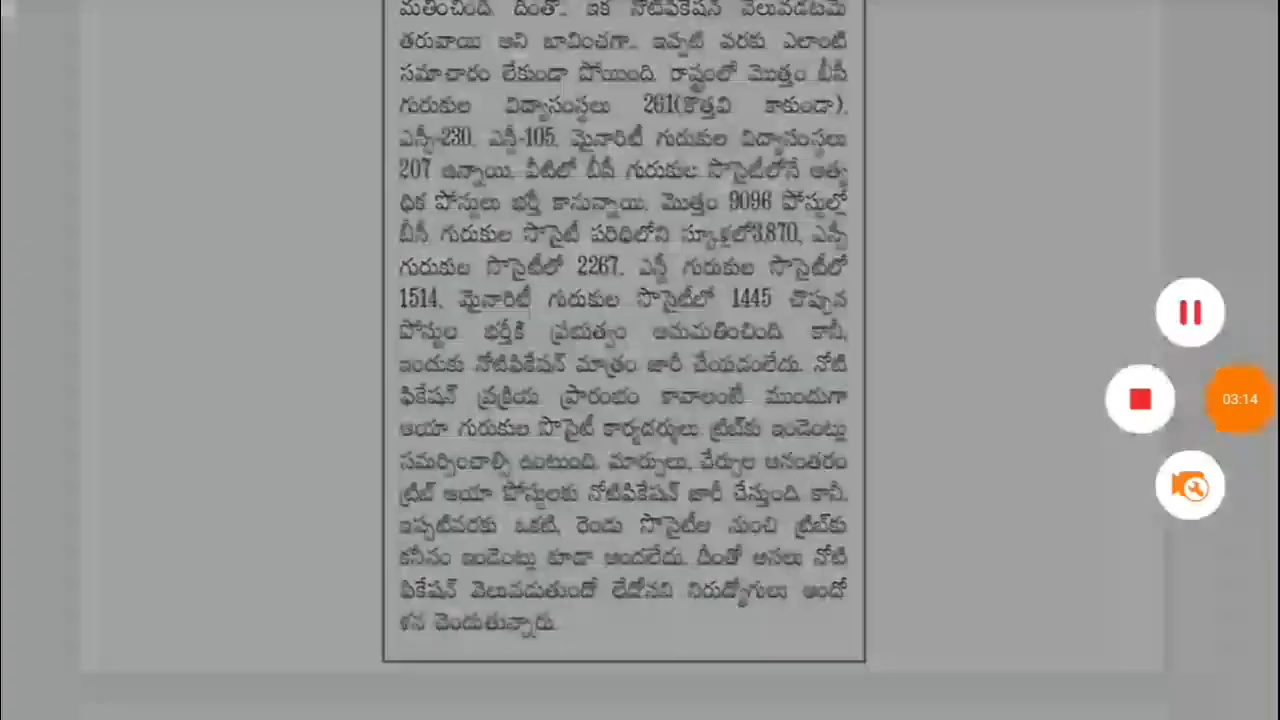 మతించింది. దీంతో.. ఇక నోటిఫికేషన్ వెలువడటమే
తరువాయి అని భావించగా.. ఇప్పటి వరకు ఎలాంటి
సమాచారం లేకుండా పోయింది. రాష్ట్రంలో మొత్తం బీసీ
గురుకుల విద్యాసంస్థలు 261(కొత్తవి కాకుండా),
ఎస్సీ-230, ఎస్టీ-105, మైనారిటీ గురుకుల విద్యాసంస్థలు
207 ఉన్నాయి. వీటిలో బీసీ గురుకుల సొసైటీలోనే అత్య
ధిక పోస్టులు భర్తీ కానున్నాయి. మొత్తం 9096 పోస్టుల్లో
బీసీ గురుకుల సొసైటీ పరిధిలోని స్కూళ్లలో3,870, ఎస్సీ
గురుకుల సొసైటీలో 2267, ఎస్టీ గురుకుల సొసైటీలో
1514, మైనారిటీ గురుకుల సొసైటీలో 1445 చొప్పున
పోస్టుల భర్తీకి ప్రభుత్వం అనుమతించింది. కానీ,
ఇందుకు నోటిఫికేషన్ మాత్రం జారీ చేయడంలేదు. నోటి
ఫికేషన్ ప్రక్రియ ప్రారంభం కావాలంటే ముందుగా
ఆయా గురుకుల సొసైటీ కార్యదర్శులు ట్రిబ్‌కు ఇండెంట్లు
సమర్పించాల్సి ఉంటుంది. మార్పులు, చేర్పుల అనంతరం
ట్రిబ్ ఆయా పోస్టులకు నోటిఫికేషన్ జారీ చేస్తుంది. కానీ,
ఇప్పటివరకు ఒకటి, రెండు సొసైటీల నుంచి ట్రిబ్‌కు
కనీసం ఇండెంట్లు కూడా అందలేదు. దీంతో అసలు నోటి
ఫికేషన్ వెలువడుతుందో లేదోనని నిరుద్యోగులు ఆందో
ళన చెందుతున్నారు.
03:14